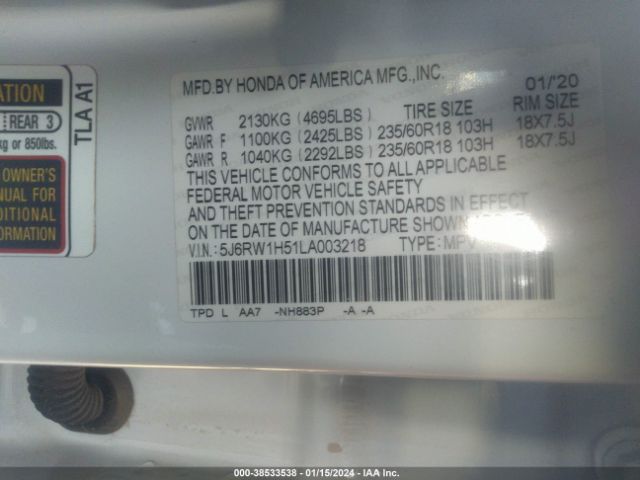 ATION
REAR 3
kg or 850lbs.
OWNER'S
ANUAL FOR
DITIONAL
FORMATION
TLA A1
MFD.BY HONDA OF AMERICA MFG.,INC. 01/'20
GVWR 2130KG (4695LBS) TIRE SIZE RIM SIZE
GAWR F 1100KG (2425LBS) 235/60R18 103H 18X7.5J
GAWR R 1040KG (2292LBS) 235/60R18 103H 18X7.5J
THIS VEHICLE CONFORMS TO ALL APPLICABLE
FEDERAL MOTOR VEHICLE SAFETY
AND THEFT PREVENTION STANDARDS IN EFFECT
ON THE DATE OF MANUFACTURE SHOWN
V.I.N.: 5J6RW1H51LA003218 TYPE: MPV
TPD L AA7 -NH883P -A -A
000-38533538 - 01/15/2024 - IAA Inc.